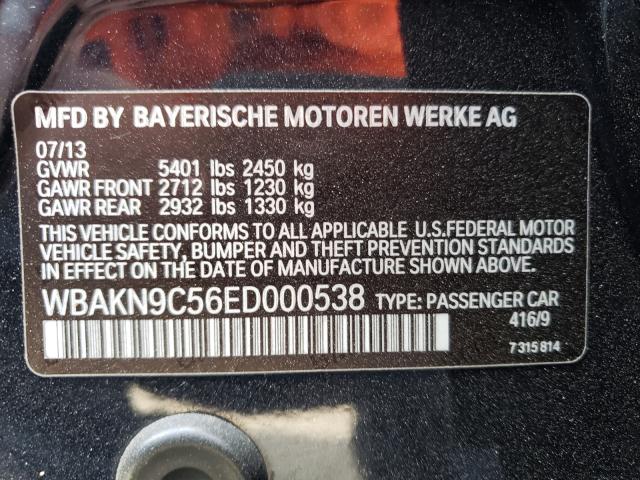 MFD BY BAYERISCHE MOTOREN WERKE AG
07/13
GVWR 5401 lbs 2450 kg
GAWR FRONT 2712 lbs 1230 kg
GAWR REAR 2932 lbs 1330 kg
THIS VEHICLE CONFORMS TO ALL APPLICABLE U.S.FEDERAL MOTOR
VEHICLE SAFETY, BUMPER AND THEFT PREVENTION STANDARDS
IN EFFECT ON THE DATE OF MANUFACTURE SHOWN ABOVE.
WBAKN9C56ED000538 TYPE: PASSENGER CAR
416/9
7 315 814